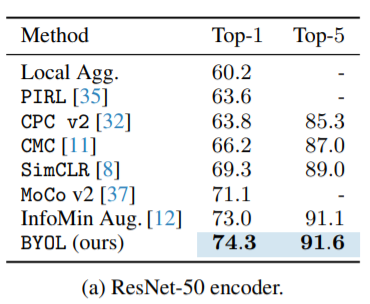 Method Top-1 Top-5
Local Agg. 60.2 -
PIRL [35] 63.6 -
CPC v2 [32] 63.8 85.3
CMC [11] 66.2 87.0
SimCLR [8] 69.3 89.0
MoCo v2 [37] 71.1 -
InfoMin Aug. [12] 73.0 91.1
BYOL (ours) 74.3 91.6
(a) ResNet-50 encoder.